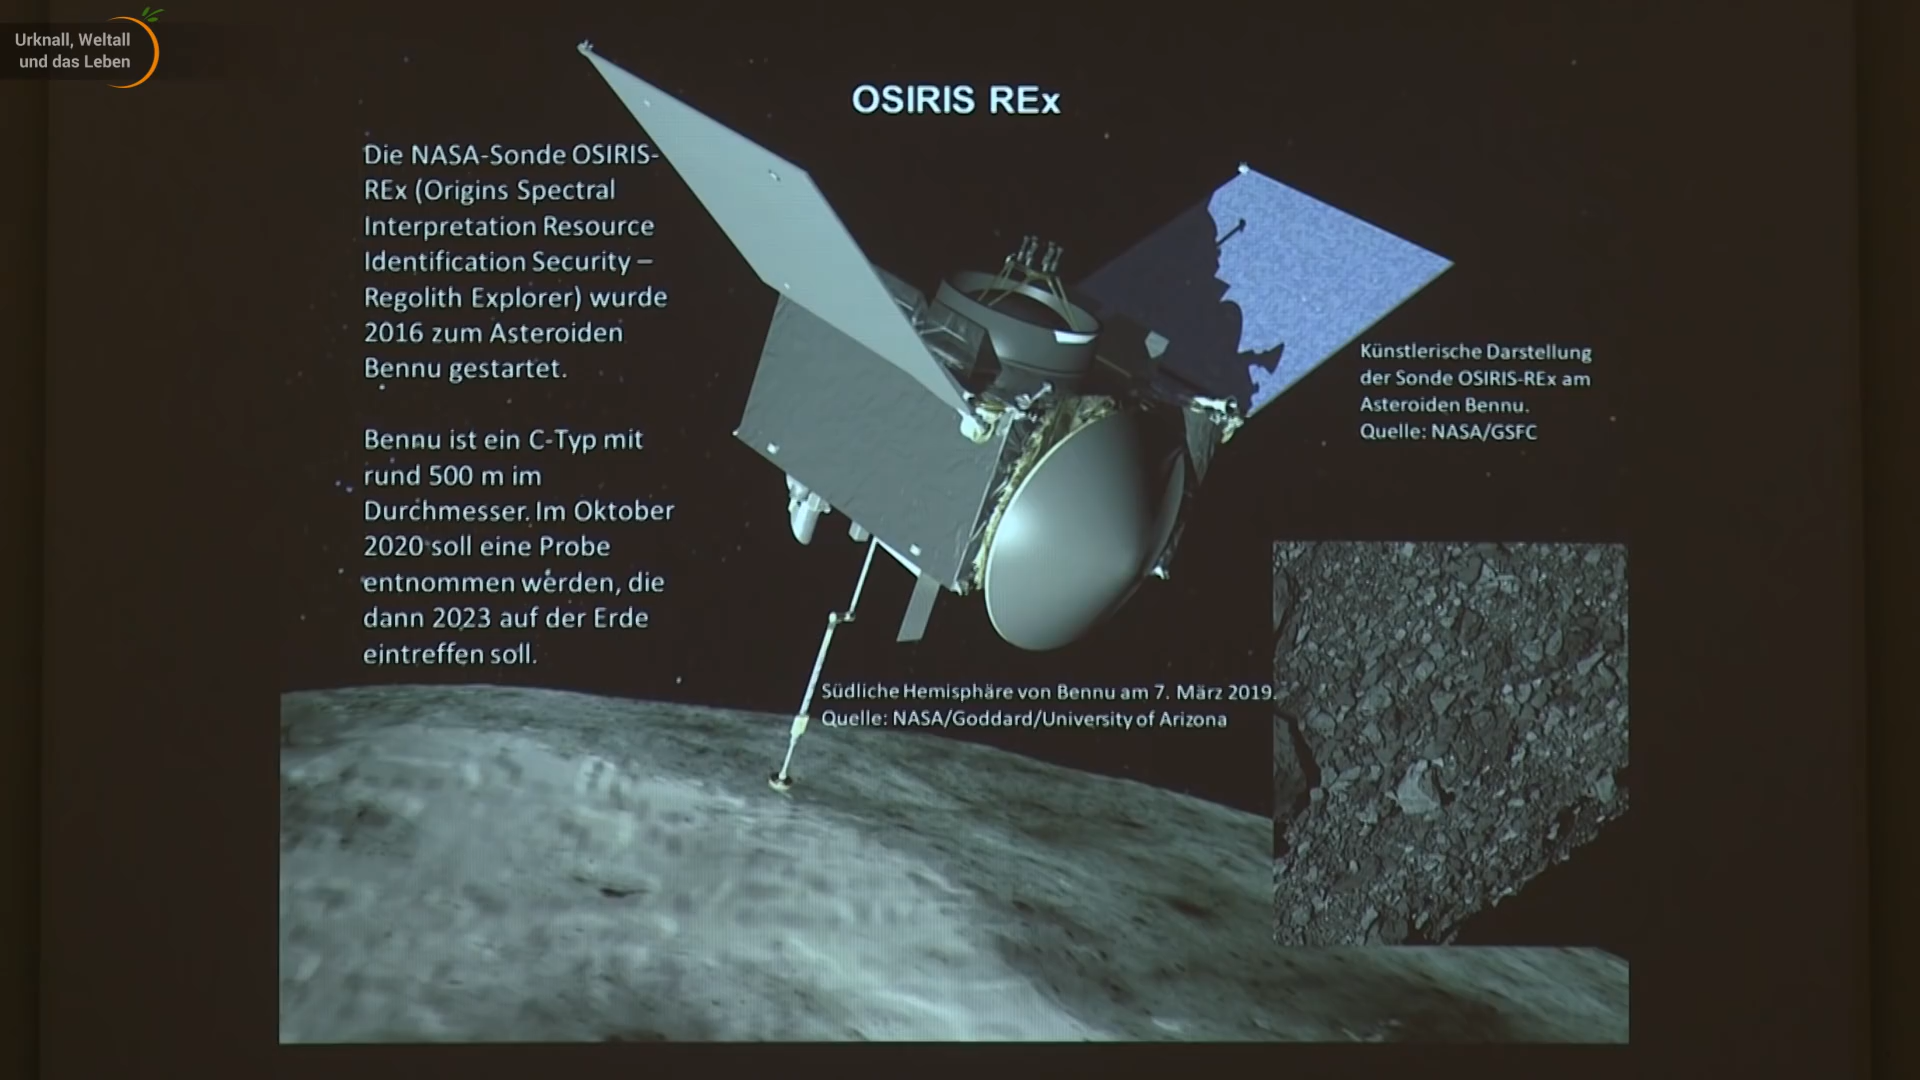 Urknall, Weltall
und das Leben
OSIRIS REx
Die NASA-Sonde OSIRIS-
REx (Origins Spectral
Interpretation Resource
Identification Security –
Regolith Explorer) wurde
2016 zum Asteroiden
Bennu gestartet.
Bennu ist ein C-Typ mit
rund 500 m im
Durchmesser. Im Oktober
2020 soll eine Probe
entnommen werden, die
dann 2023 auf der Erde
eintreffen soll.
Künstlerische Darstellung
der Sonde OSIRIS-REx am
Asteroiden Bennu.
Quelle: NASA/GSFC
Südliche Hemisphäre von Bennu am 7. März 2019.
Quelle: NASA/Goddard/University of Arizona